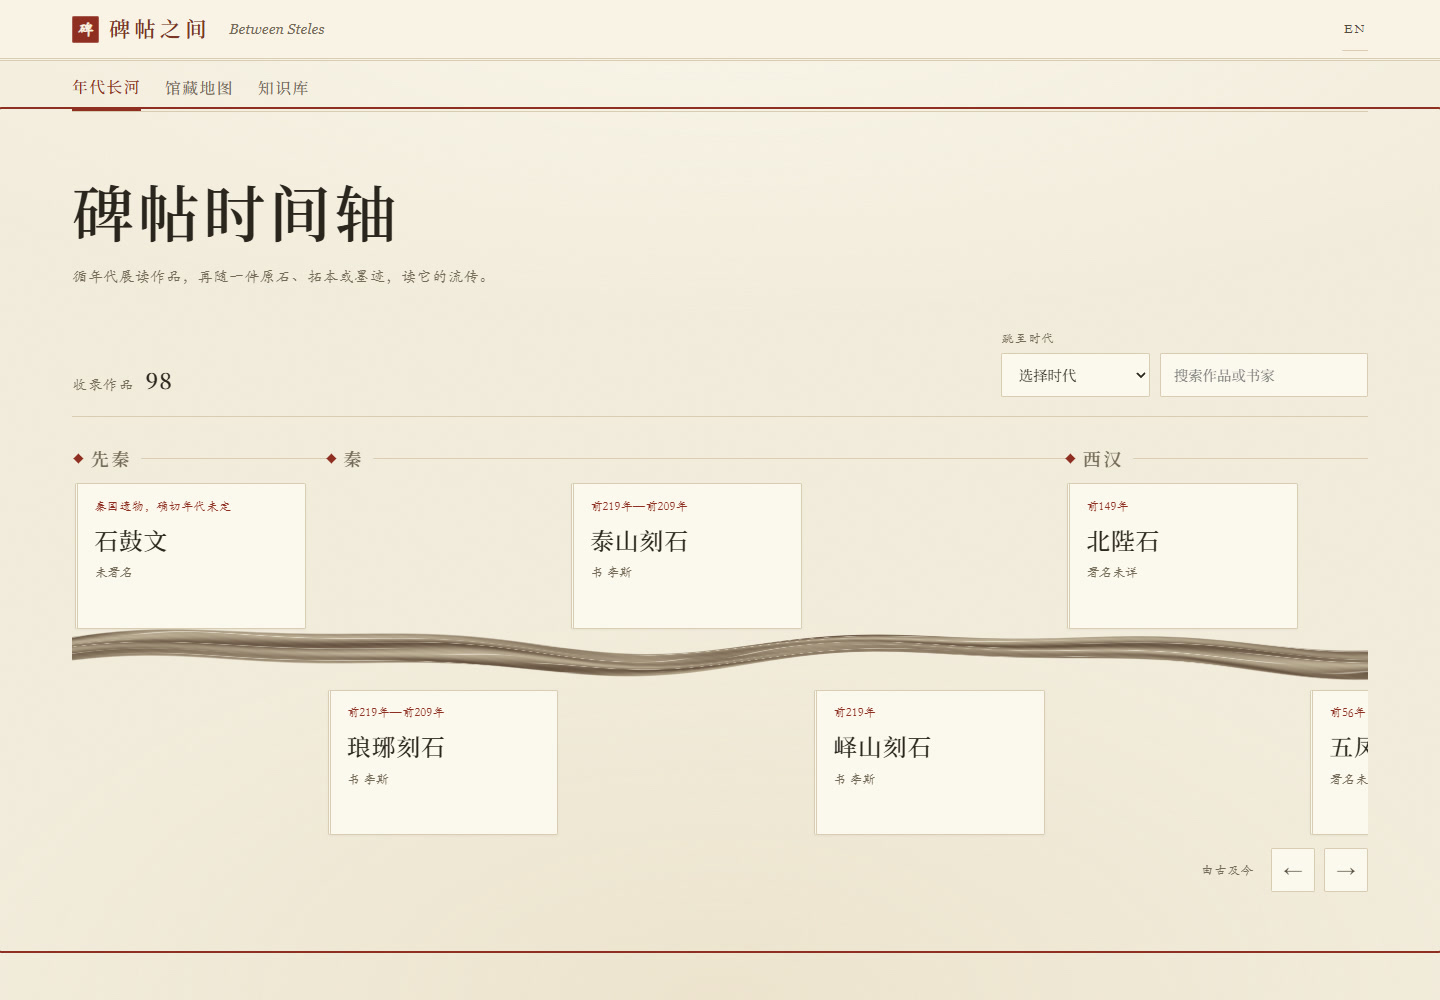 碑 碑帖之间 Between Steles EN
年代长河 馆藏地图 知识库
碑帖时间轴
循年代展读作品，再随一件原石、拓本或墨迹，读它的流传。
跳至时代
收录作品 98 选择时代 搜索作品或书家
先秦 秦 西汉
秦国遗物，确切年代未定
石鼓文
未署名
前219年—前209年
泰山刻石
书 李斯
前149年
北陛石
署名未详
前219年—前209年
琅琊刻石
书 李斯
前219年
峄山刻石
书 李斯
前56年
五凤
署名未
由古及今 ← →